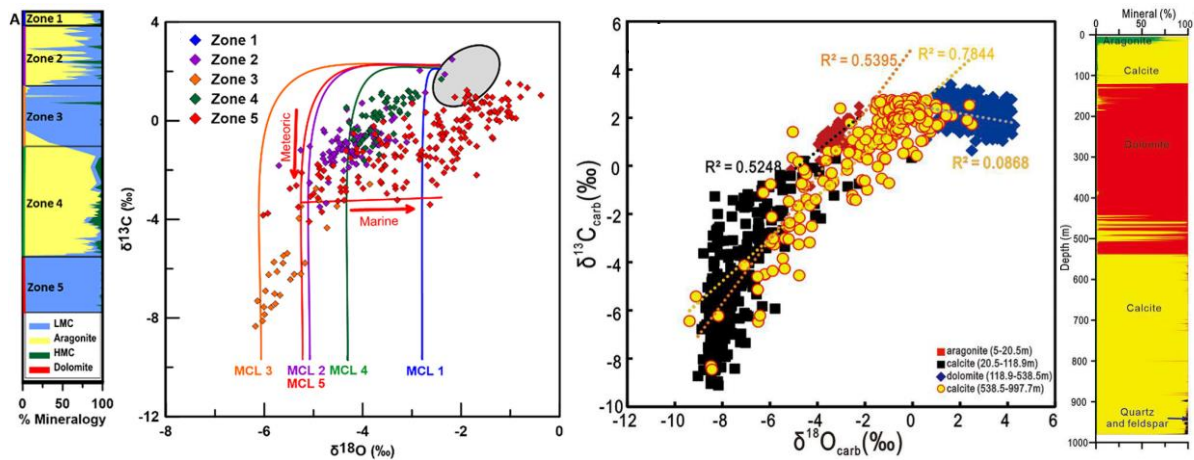 A
Zone 1
Zone 2
Zone 3
Zone 4
Zone 5
LMC
Aragonite
HMC
Dolomite
0 50 100
% Mineralogy
4
0
-4
-8
-12
δ13C (‰)
Zone 1
Zone 2
Zone 3
Zone 4
Zone 5
Meteoric
Marine
MCL 3
MCL 2
MCL 5
MCL 4
MCL 1
-8 -6 -4 -2 0
δ18O (‰)
6
4
2
0
-2
-4
-6
-8
-10
δ13Ccarb(‰)
R² = 0.5395
R² = 0.7844
R² = 0.5248
R² = 0.0868
aragonite (5-20.5m)
calcite (20.5-118.9m)
dolomite (118.9-538.5m)
calcite (538.5-997.7m)
-12 -10 -8 -6 -4 -2 0 2 4 6
δ18Ocarb(‰)
Mineral (%)
0 50 100
0
100
200
300
400
500
600
700
800
900
1000
Depth(m)
Aragonite
Calcite
Dolomite
Calcite
Quartz
and feldspar